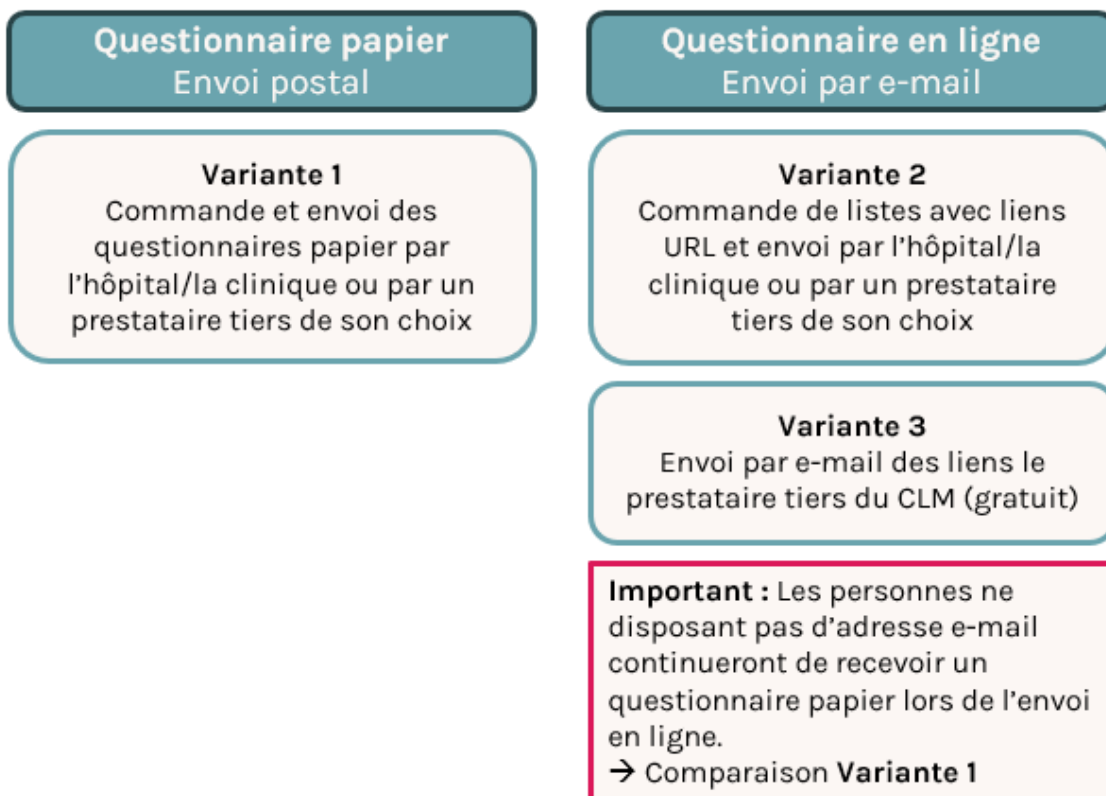 Questionnaire papier
Envoi postal
Variante 1
Commande et envoi des
questionnaires papier par
l'hôpital/la clinique ou par un
prestataire tiers de son choix
Questionnaire en ligne
Envoi par e-mail
Variante 2
Commande de listes avec liens
URL et envoi par l'hôpital/la
clinique ou par un prestataire
tiers de son choix
Variante 3
Envoi par e-mail des liens le
prestataire tiers du CLM (gratuit)
Important : Les personnes ne
disposant pas d'adresse e-mail
continueront de recevoir un
questionnaire papier lors de l'envoi
en ligne.
→ Comparaison Variante 1